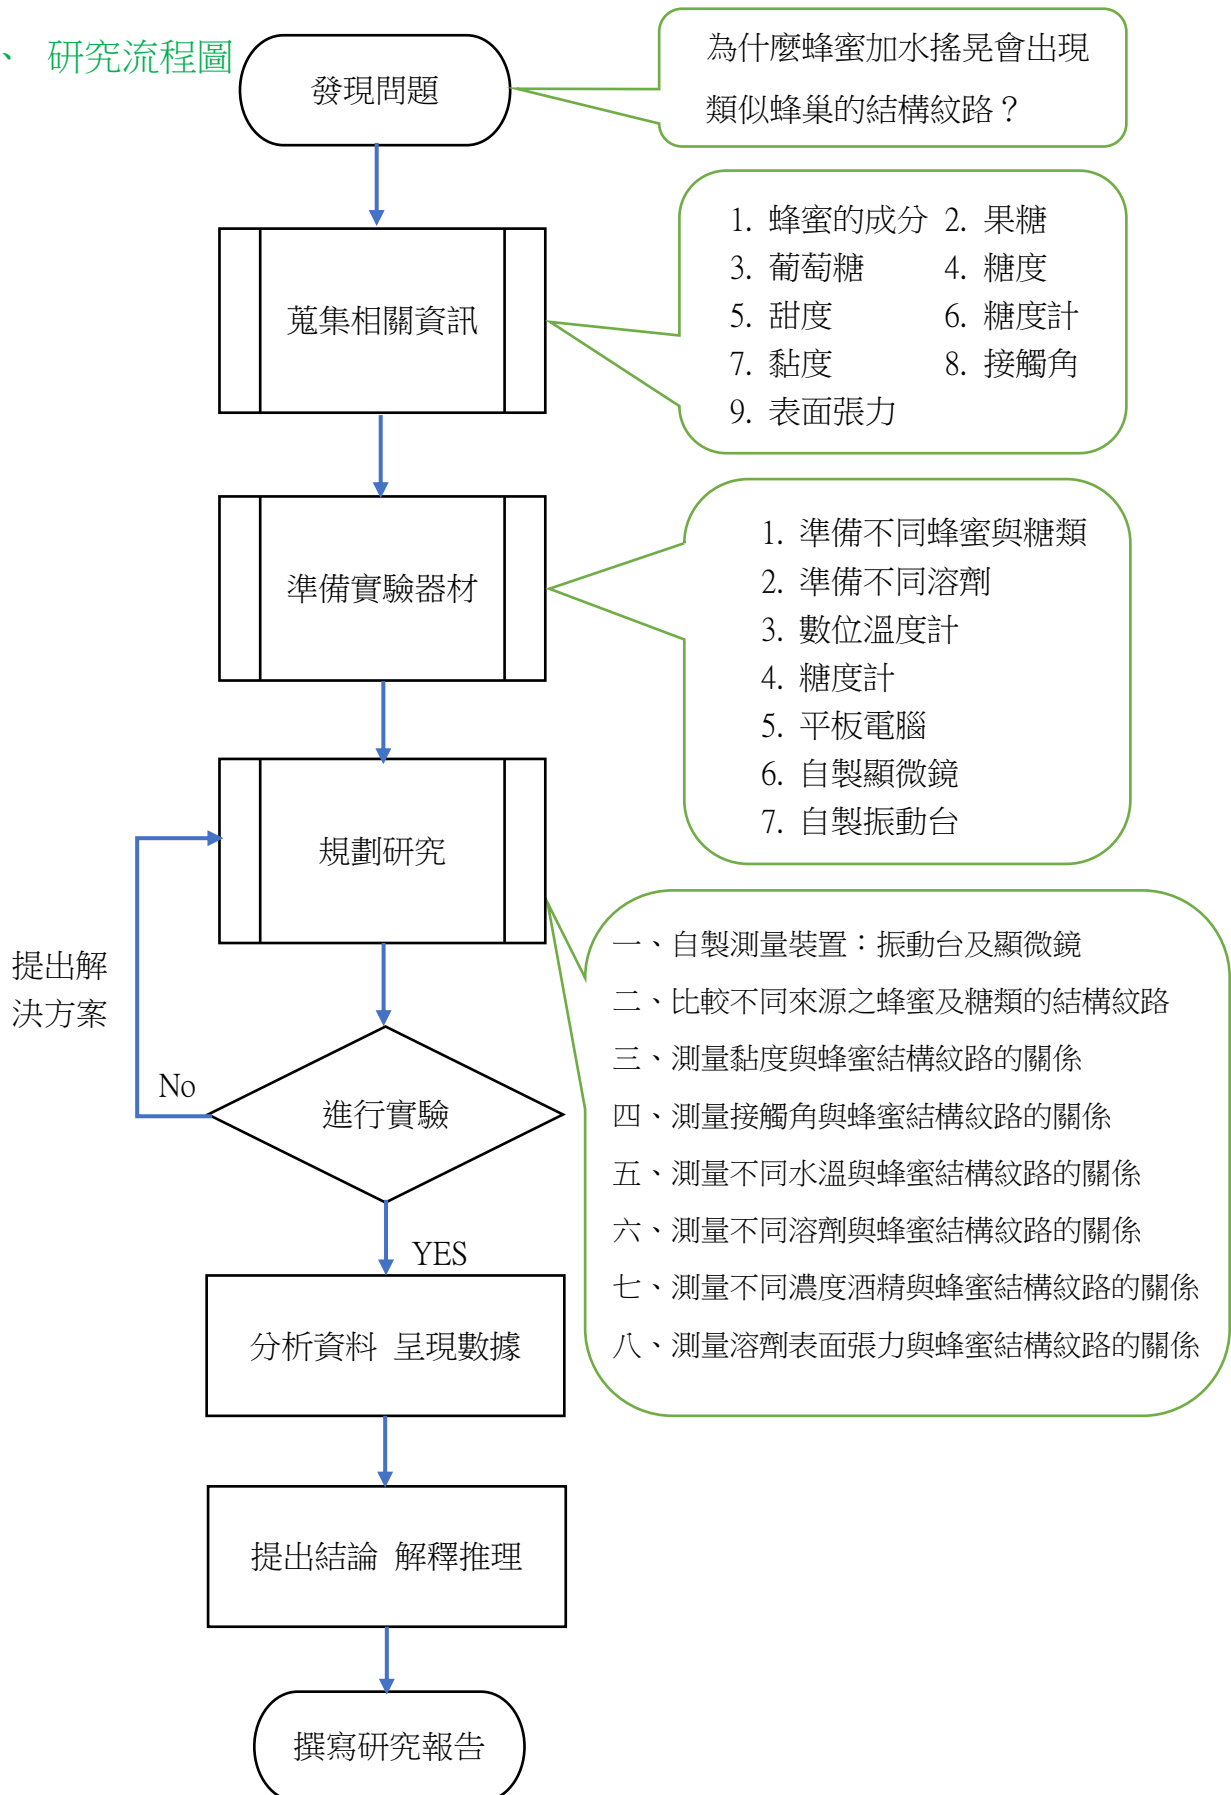 、 研究流程圖
發現問題
為什麼蜂蜜加水搖晃會出現
類似蜂巢的結構紋路？
蒐集相關資訊
1. 蜂蜜的成分 2. 果糖
3. 葡萄糖 4. 糖度
5. 甜度 6. 糖度計
7. 黏度 8. 接觸角
9. 表面張力
準備實驗器材
1. 準備不同蜂蜜與糖類
2. 準備不同溶劑
3. 數位溫度計
4. 糖度計
5. 平板電腦
6. 自製顯微鏡
7. 自製振動台
規劃研究
一、自製測量裝置：振動台及顯微鏡
二、比較不同來源之蜂蜜及糖類的結構紋路
三、測量黏度與蜂蜜結構紋路的關係
四、測量接觸角與蜂蜜結構紋路的關係
五、測量不同水溫與蜂蜜結構紋路的關係
六、測量不同溶劑與蜂蜜結構紋路的關係
七、測量不同濃度酒精與蜂蜜結構紋路的關係
八、測量溶劑表面張力與蜂蜜結構紋路的關係
提出解
決方案
No
進行實驗
YES
分析資料 呈現數據
提出結論 解釋推理
撰寫研究報告